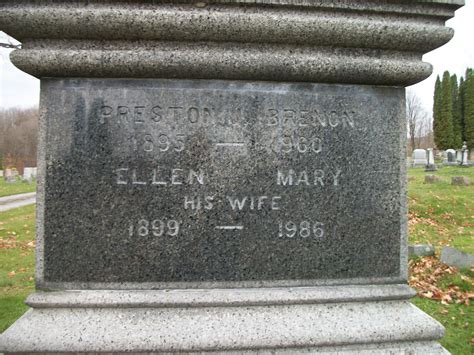 PRESTON J. BRENON
1895 — 1960
ELLEN MARY
HIS WIFE
1899 — 1986